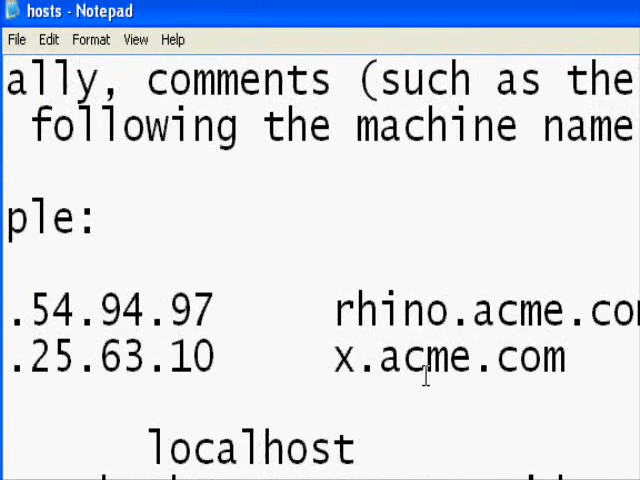 hosts - Notepad
File Edit Format View Help
ally, comments (such as the
following the machine name
ple:
.54.94.97 rhino.acme.co
.25.63.10 x.acme.com
localhost